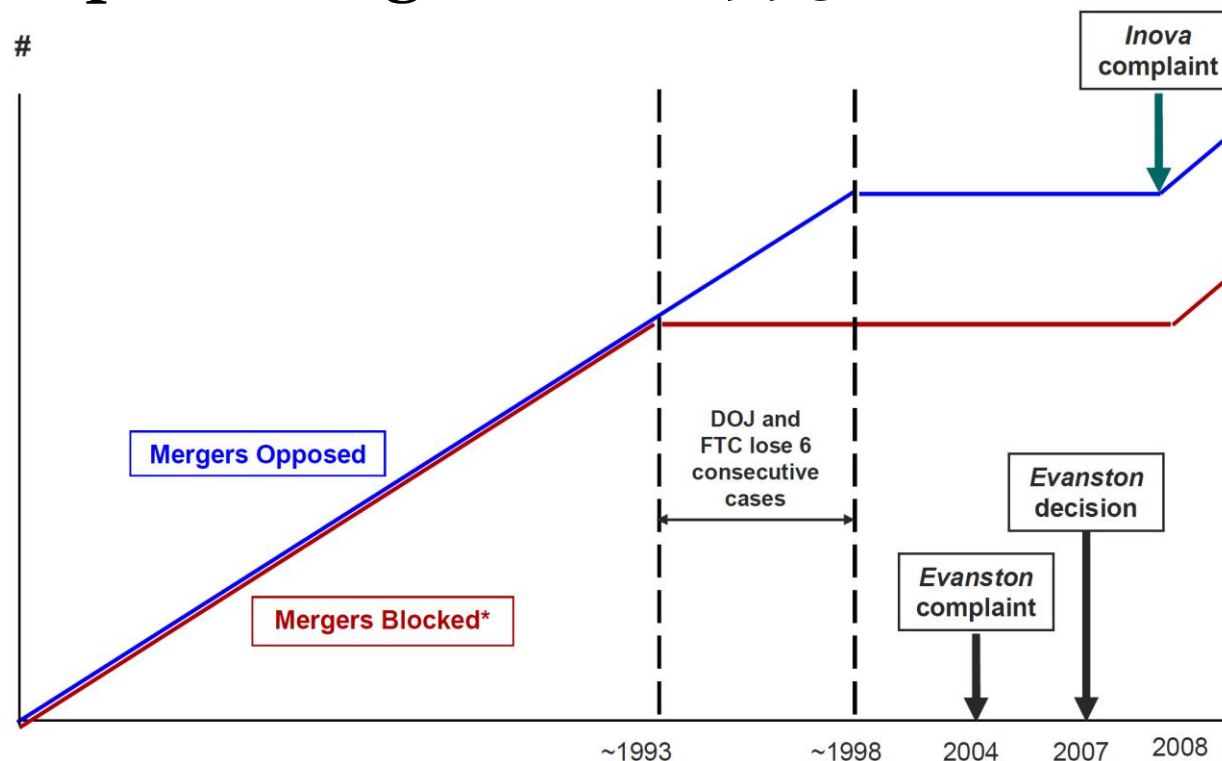 #
Inova
complaint
Mergers Opposed
DOJ and
FTC lose 6
consecutive
cases
Evanston
decision
Evanston
complaint
Mergers Blocked*
~1993
~1998
2004
2007
2008